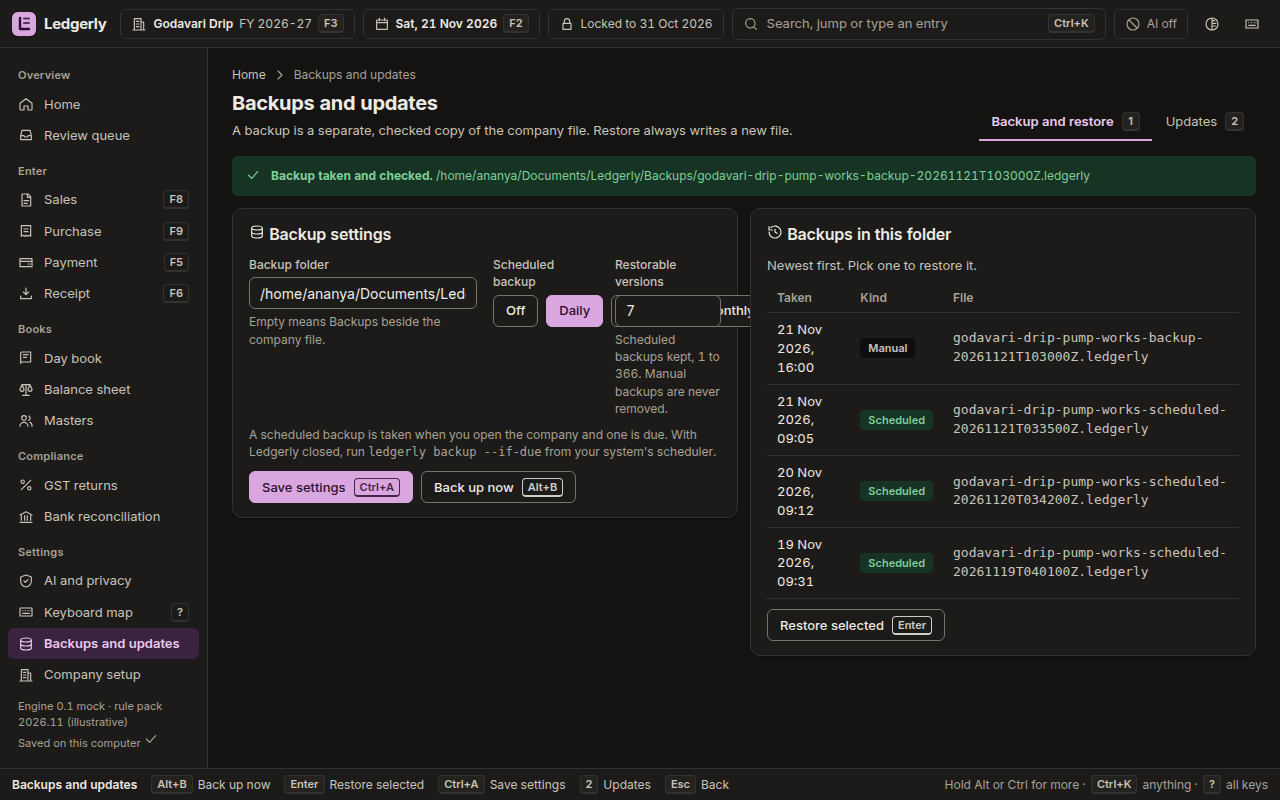 Ledgerly
Godavari Drip FY 2026-27 F3
Sat, 21 Nov 2026 F2
Locked to 31 Oct 2026
Search, jump or type an entry Ctrl+K
AI off
Overview
Home
Review queue
Enter
Sales F8
Purchase F9
Payment F5
Receipt F6
Books
Day book
Balance sheet
Masters
Compliance
GST returns
Bank reconciliation
Settings
AI and privacy
Keyboard map ?
Backups and updates
Company setup
Engine 0.1 mock · rule pack
2026.11 (illustrative)
Saved on this computer
Home > Backups and updates
Backups and updates
A backup is a separate, checked copy of the company file. Restore always writes a new file.
Backup and restore 1
Updates 2
Backup taken and checked. /home/ananya/Documents/Ledgerly/Backups/godavari-drip-pump-works-backup-20261121T103000Z.ledgerly
Backup settings
Backup folder
/home/ananya/Documents/Led
Empty means Backups beside the
company file.
Scheduled
backup
Off Daily
Restorable
versions
7
Scheduled
backups kept, 1 to
366. Manual
backups are never
removed.
A scheduled backup is taken when you open the company and one is due. With
Ledgerly closed, run ledgerly backup --if-due from your system's scheduler.
Save settings Ctrl+A
Back up now Alt+B
Backups in this folder
Newest first. Pick one to restore it.
Taken Kind File
21 Nov
2026,
16:00
Manual
godavari-drip-pump-works-backup-
20261121T103000Z.ledgerly
21 Nov
2026,
09:05
Scheduled
godavari-drip-pump-works-scheduled-
20261121T033500Z.ledgerly
20 Nov
2026,
09:12
Scheduled
godavari-drip-pump-works-scheduled-
20261120T034200Z.ledgerly
19 Nov
2026,
09:31
Scheduled
godavari-drip-pump-works-scheduled-
20261119T040100Z.ledgerly
Restore selected Enter
Backups and updates Alt+B Back up now Enter Restore selected Ctrl+A Save settings 2 Updates Esc Back
Hold Alt or Ctrl for more · Ctrl+K anything · ? all keys